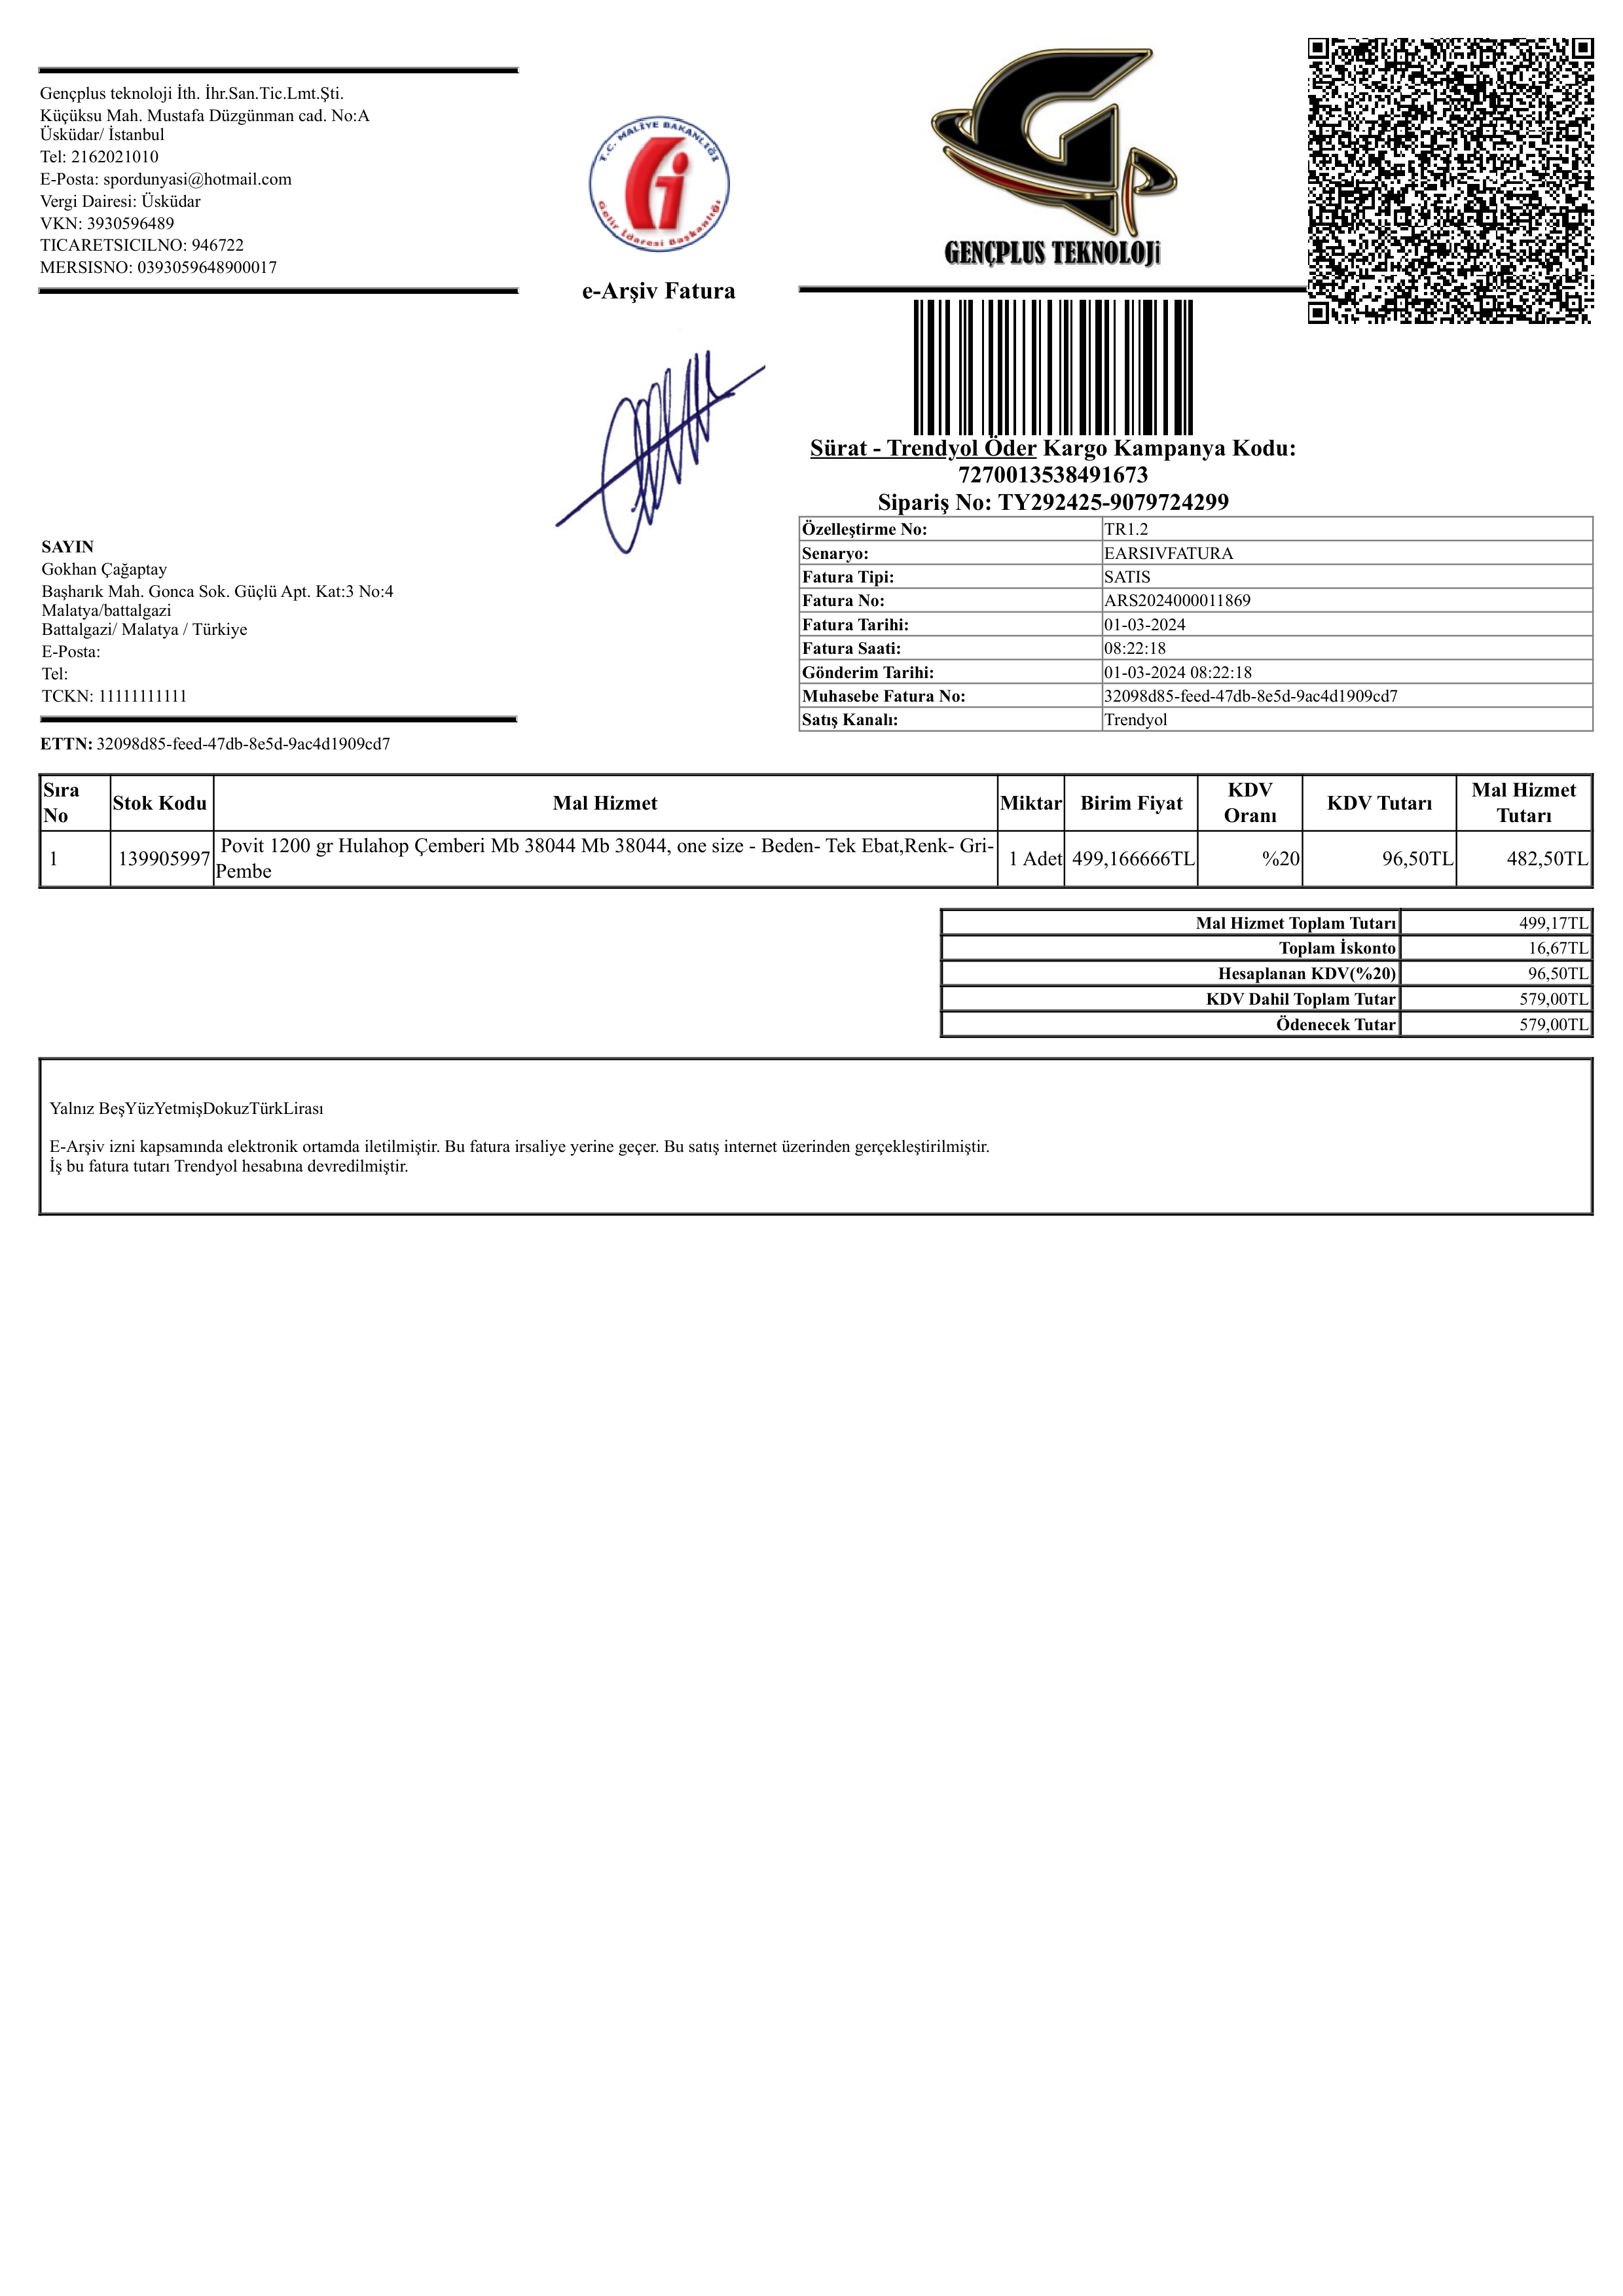 Gençplus teknoloji İth. İhr.San.Tic.Lmt.Şti.
Küçüksu Mah. Mustafa Düzgünman cad. No:A
Üsküdar/ İstanbul
Tel: 2162021010
E-Posta: spordunyasi@hotmail.com
Vergi Dairesi: Üsküdar
VKN: 3930596489
TICARETSICILNO: 946722
MERSISNO: 0393059648900017
T.C. MALİYE BAKANLIĞI
Gelir İdaresi Başkanlığı
e-Arşiv Fatura
GENÇPLUS TEKNOLOJi
Sürat - Trendyol Öder Kargo Kampanya Kodu:
7270013538491673
Sipariş No: TY292425-9079724299
SAYIN
Gokhan Çağaptay
Başharık Mah. Gonca Sok. Güçlü Apt. Kat:3 No:4
Malatya/battalgazi
Battalgazi/ Malatya / Türkiye
E-Posta:
Tel:
TCKN: 11111111111
Özelleştirme No: TR1.2
Senaryo: EARSIVFATURA
Fatura Tipi: SATIS
Fatura No: ARS2024000011869
Fatura Tarihi: 01-03-2024
Fatura Saati: 08:22:18
Gönderim Tarihi: 01-03-2024 08:22:18
Muhasebe Fatura No: 32098d85-feed-47db-8e5d-9ac4d1909cd7
Satış Kanalı: Trendyol
ETTN: 32098d85-feed-47db-8e5d-9ac4d1909cd7
Sıra No Stok Kodu Mal Hizmet Miktar Birim Fiyat KDV Oranı KDV Tutarı Mal Hizmet Tutarı
1 139905997 Povit 1200 gr Hulahop Çemberi Mb 38044 Mb 38044, one size - Beden- Tek Ebat,Renk- Gri-Pembe 1 Adet 499,166666TL %20 96,50TL 482,50TL
Mal Hizmet Toplam Tutarı 499,17TL
Toplam İskonto 16,67TL
Hesaplanan KDV(%20) 96,50TL
KDV Dahil Toplam Tutar 579,00TL
Ödenecek Tutar 579,00TL
Yalnız BeşYüzYetmişDokuzTürkLirası
E-Arşiv izni kapsamında elektronik ortamda iletilmiştir. Bu fatura irsaliye yerine geçer. Bu satış internet üzerinden gerçekleştirilmiştir.
İş bu fatura tutarı Trendyol hesabına devredilmiştir.